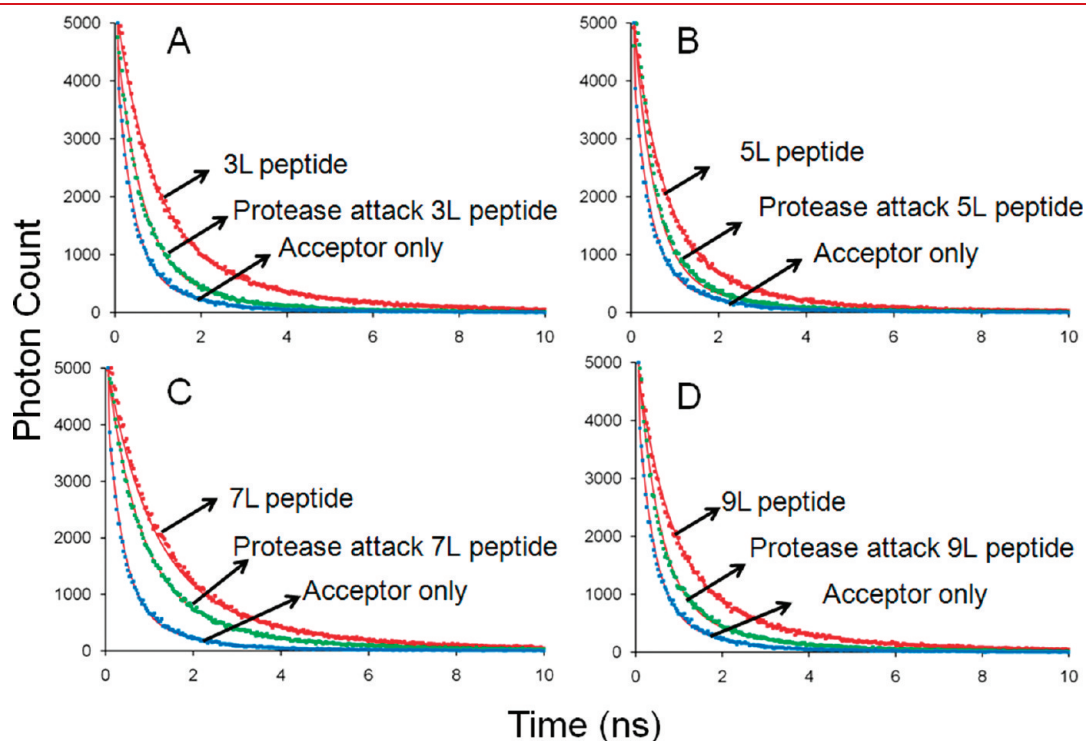 A
5000
4000
3000
2000
1000
0
0 2 4 6 8 10
3L peptide
Protease attack 3L peptide
Acceptor only
B
5000
4000
3000
2000
1000
0
0 2 4 6 8 10
5L peptide
Protease attack 5L peptide
Acceptor only
C
5000
4000
3000
2000
1000
0
0 2 4 6 8 10
7L peptide
Protease attack 7L peptide
Acceptor only
D
5000
4000
3000
2000
1000
0
0 2 4 6 8 10
9L peptide
Protease attack 9L peptide
Acceptor only
Photon Count
Time (ns)